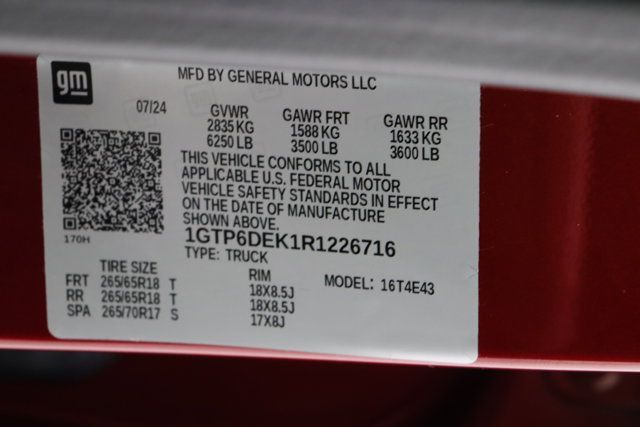 gm
MFD BY GENERAL MOTORS LLC
07/24
GVWR GAWR FRT GAWR RR
2835 KG 1588 KG 1633 KG
6250 LB 3500 LB 3600 LB
THIS VEHICLE CONFORMS TO ALL
APPLICABLE U.S. FEDERAL MOTOR
VEHICLE SAFETY STANDARDS IN EFFECT
ON THE DATE OF MANUFACTURE
SHOWN ABOVE.
170H
1GTP6DEK1R1226716
TYPE: TRUCK
TIRE SIZE RIM MODEL: 16T4E43
FRT 265/65R18 T 18X8.5J
RR 265/65R18 T 18X8.5J
SPA 265/70R17 S 17X8J